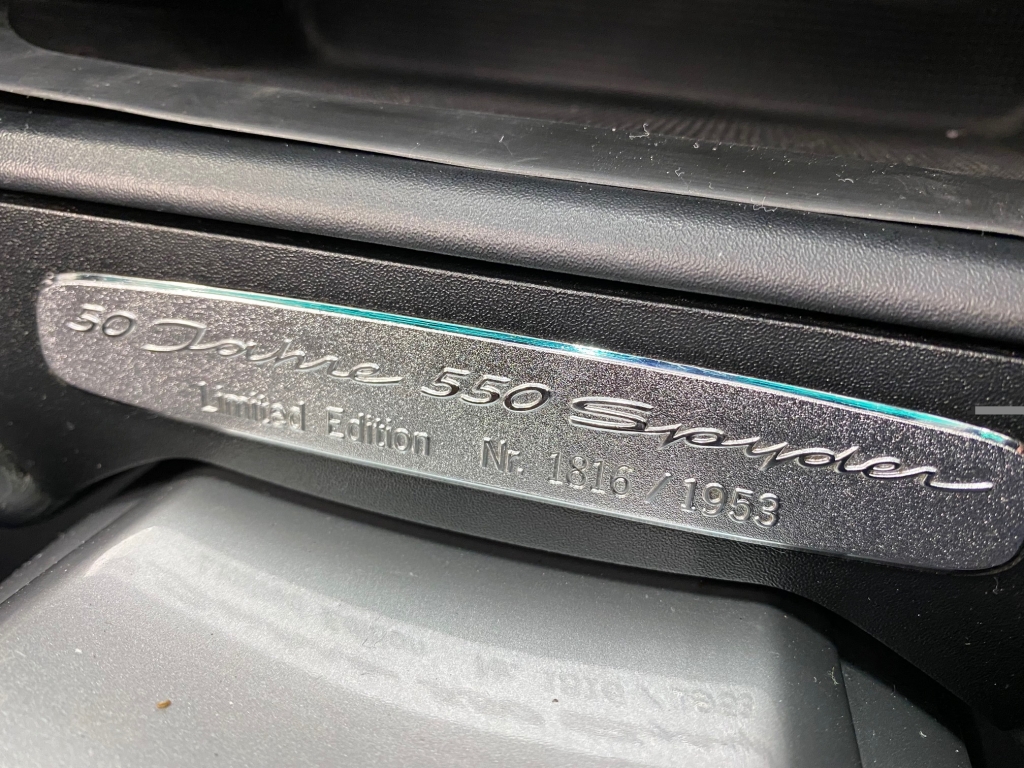 50 Jahre 550 Spyder
Limited Edition Nr. 1816 / 1953